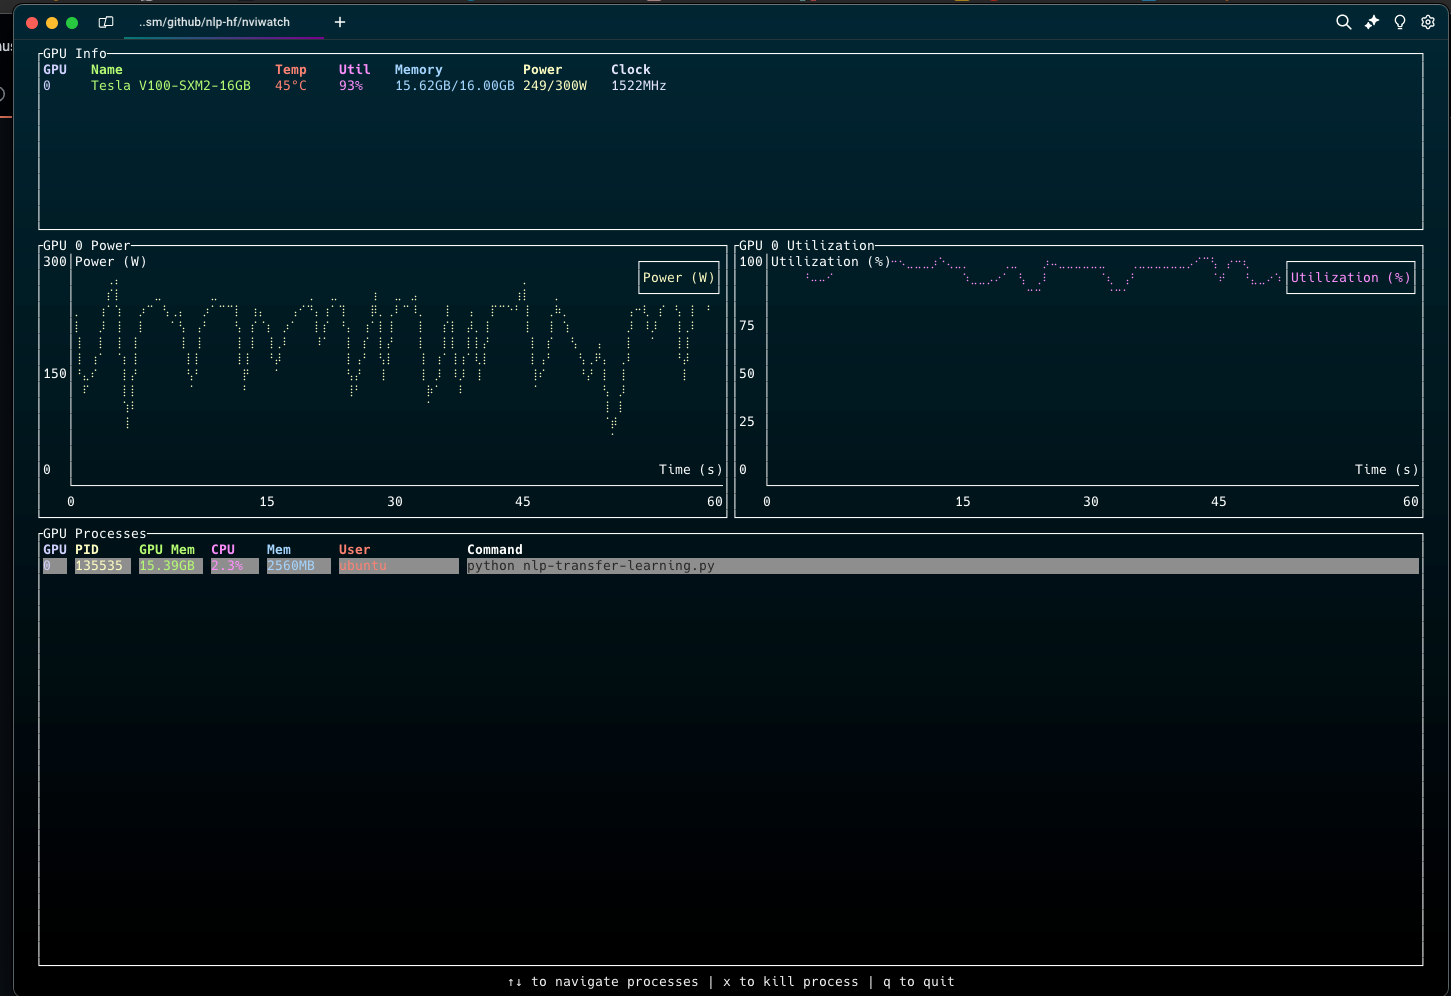 ..sm/github/nlp-hf/nviwatch
GPU Info
GPU Name Temp Util Memory Power Clock
0 Tesla V100-SXM2-16GB 45°C 93% 15.62GB/16.00GB 249/300W 1522MHz
GPU 0 Power
300 Power (W)
Power (W)
150
0 Time (s)
0 15 30 45 60
GPU 0 Utilization
100 Utilization (%)
Utilization (%)
75
50
25
0 Time (s)
0 15 30 45 60
GPU Processes
GPU PID GPU Mem CPU Mem User Command
0 135535 15.39GB 2.3% 2560MB ubuntu python nlp-transfer-learning.py
↑↓ to navigate processes | x to kill process | q to quit